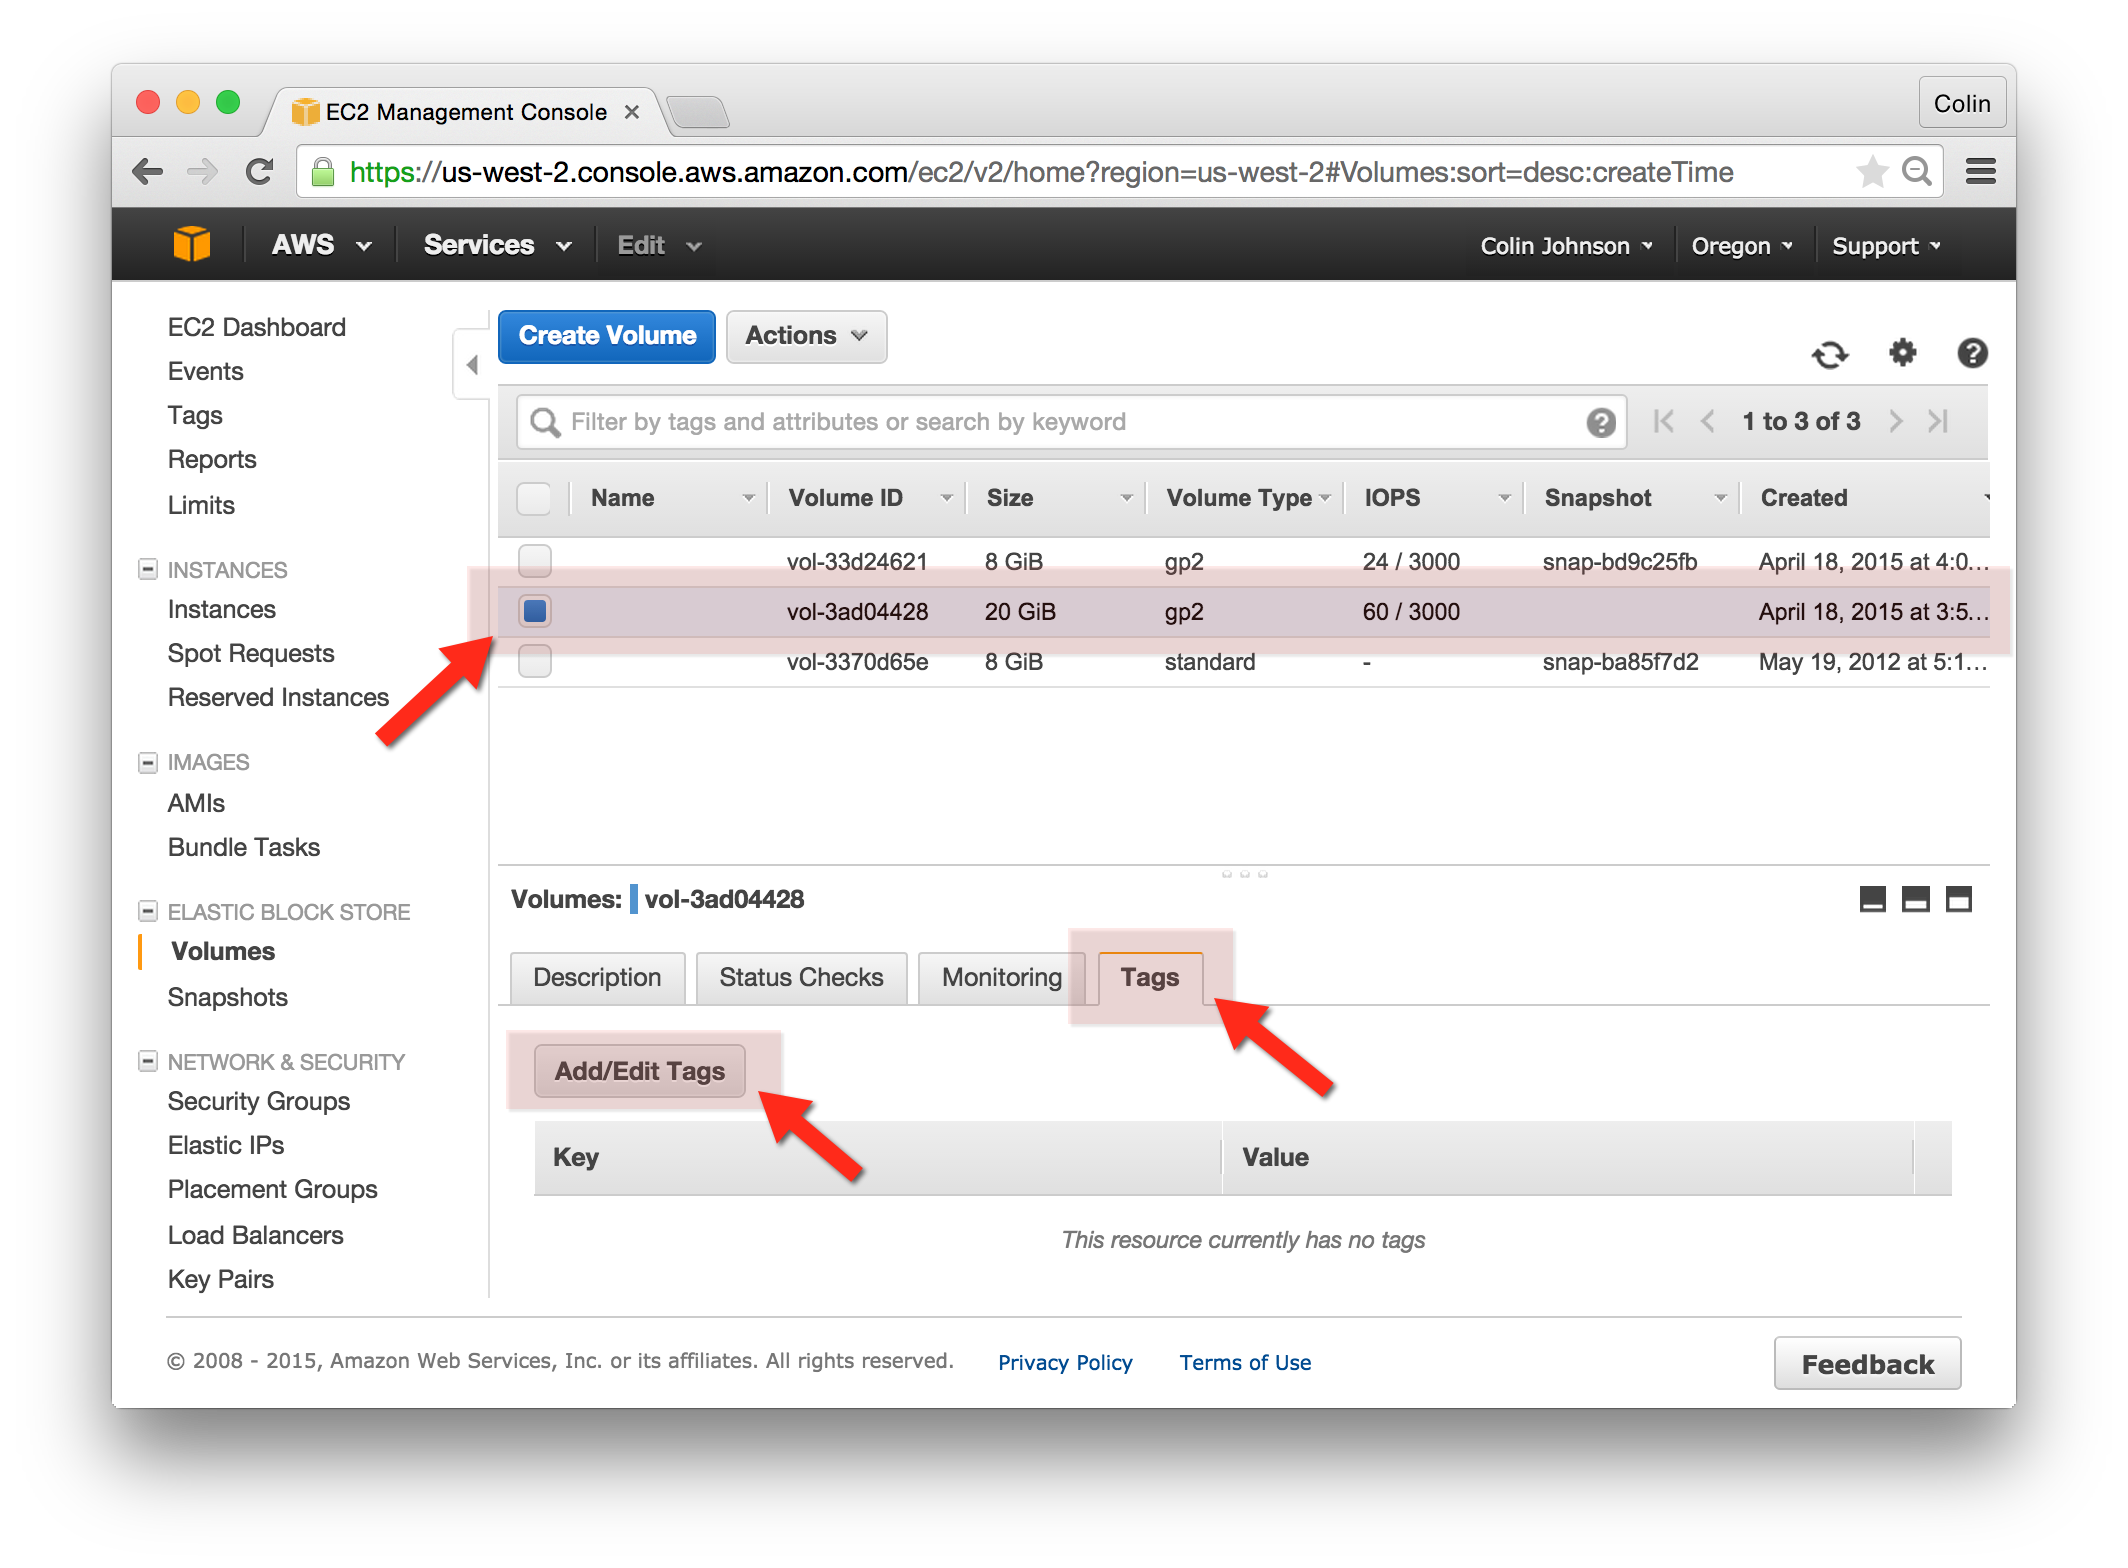 EC2 Management Console
Colin
https://us-west-2.console.aws.amazon.com/ec2/v2/home?region=us-west-2#Volumes:sort=desc:createTime
AWS Services Edit Colin Johnson Oregon Support
EC2 Dashboard
Events
Tags
Reports
Limits
INSTANCES
Instances
Spot Requests
Reserved Instances
IMAGES
AMIs
Bundle Tasks
ELASTIC BLOCK STORE
Volumes
Snapshots
NETWORK & SECURITY
Security Groups
Elastic IPs
Placement Groups
Load Balancers
Key Pairs
Create Volume Actions
Filter by tags and attributes or search by keyword
1 to 3 of 3
Name Volume ID Size Volume Type IOPS Snapshot Created
vol-33d24621 8 GiB gp2 24 / 3000 snap-bd9c25fb April 18, 2015 at 4:0...
vol-3ad04428 20 GiB gp2 60 / 3000 April 18, 2015 at 3:5...
vol-3370d65e 8 GiB standard - snap-ba85f7d2 May 19, 2012 at 5:1...
Volumes: vol-3ad04428
Description Status Checks Monitoring Tags
Add/Edit Tags
Key Value
This resource currently has no tags
© 2008 - 2015, Amazon Web Services, Inc. or its affiliates. All rights reserved. Privacy Policy Terms of Use
Feedback